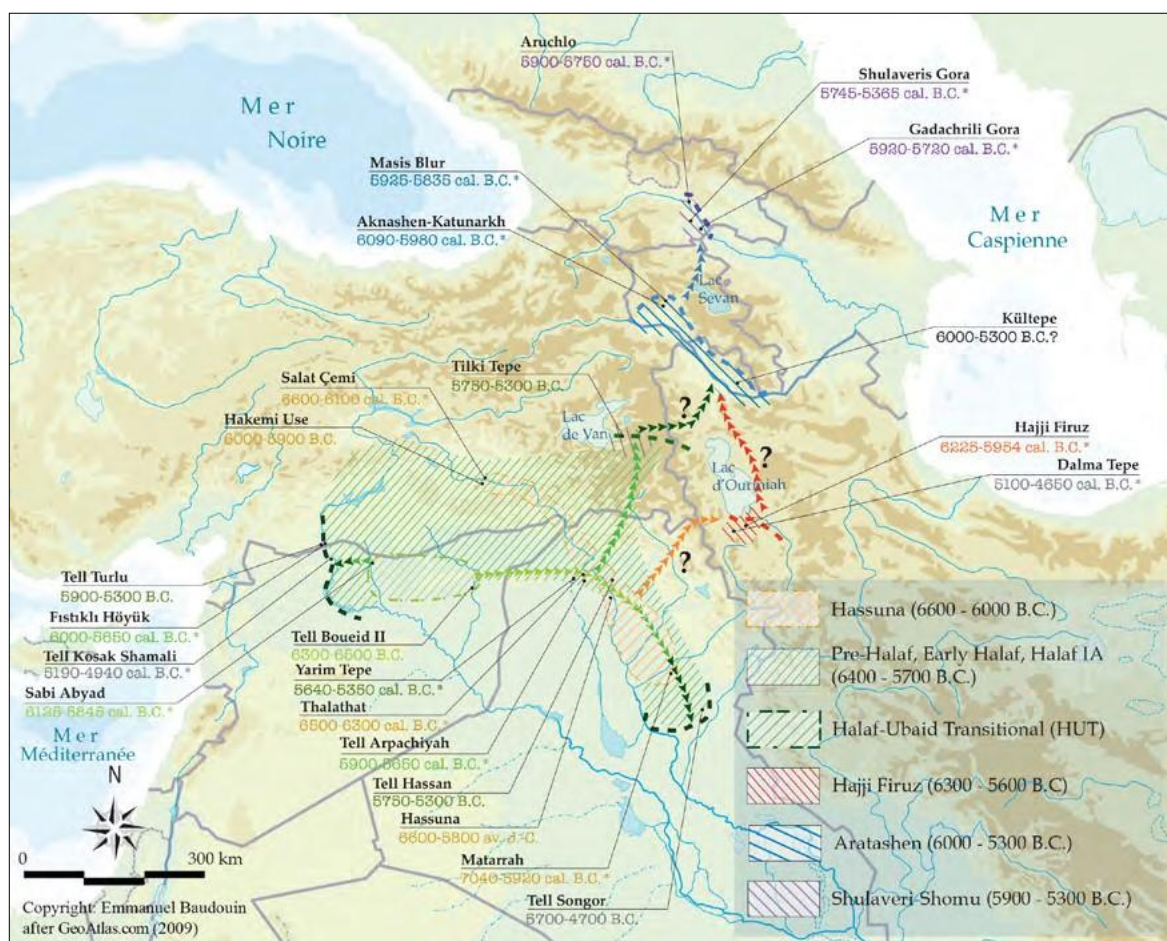 Aruchlo
5900-5750 cal. B.C.*
Shulaveris Gora
5745-5365 cal. B.C.*
Gadachrili Gora
5920-5720 cal. B.C.*
Mer
Noire
Masis Blur
5925-5835 cal. B.C.*
Aknashen-Katunarkh
6090-5980 cal. B.C.*
Mer
Caspienne
Lac
Sevan
Kültepe
6000-5300 B.C.?
Tilki Tepe
5750-5300 B.C.
Salat Çemi
6600-6100 cal. B.C.*
Hakemi Use
6000-5900 B.C.
Lac
de Van
?
?
Hajji Firuz
6225-5954 cal. B.C.*
Lac
d'Ourmiah
Dalma Tepe
5100-4650 cal. B.C.*
?
Tell Turlu
5900-5300 B.C.
Fıstıklı Höyük
6000-5650 cal. B.C.*
Tell Kosak Shamali
5190-4940 cal. B.C.*
Sabi Abyad
6125-5845 cal. B.C.*
Mer
Méditerranée
Tell Boueid II
6300-6500 B.C.
Yarim Tepe
5640-5350 cal. B.C.*
Thalathat
6500-6300 cal. B.C.*
Tell Arpachiyah
5900-5650 cal. B.C.*
Tell Hassan
5750-5300 B.C.
Hassuna
6600-5800 av. J.-C.
Matarrah
7040-5920 cal. B.C.*
Tell Songor
5700-4700 B.C.
Hassuna (6600 - 6000 B.C.)
Pre-Halaf, Early Halaf, Halaf IA
(6400 - 5700 B.C.)
Halaf-Ubaid Transitional (HUT)
Hajji Firuz (6300 - 5600 B.C)
Aratashen (6000 - 5300 B.C.)
Shulaveri-Shomu (5900 - 5300 B.C.)
N
0 300 km
Copyright: Emmanuel Baudouin
after GeoAtlas.com (2009)